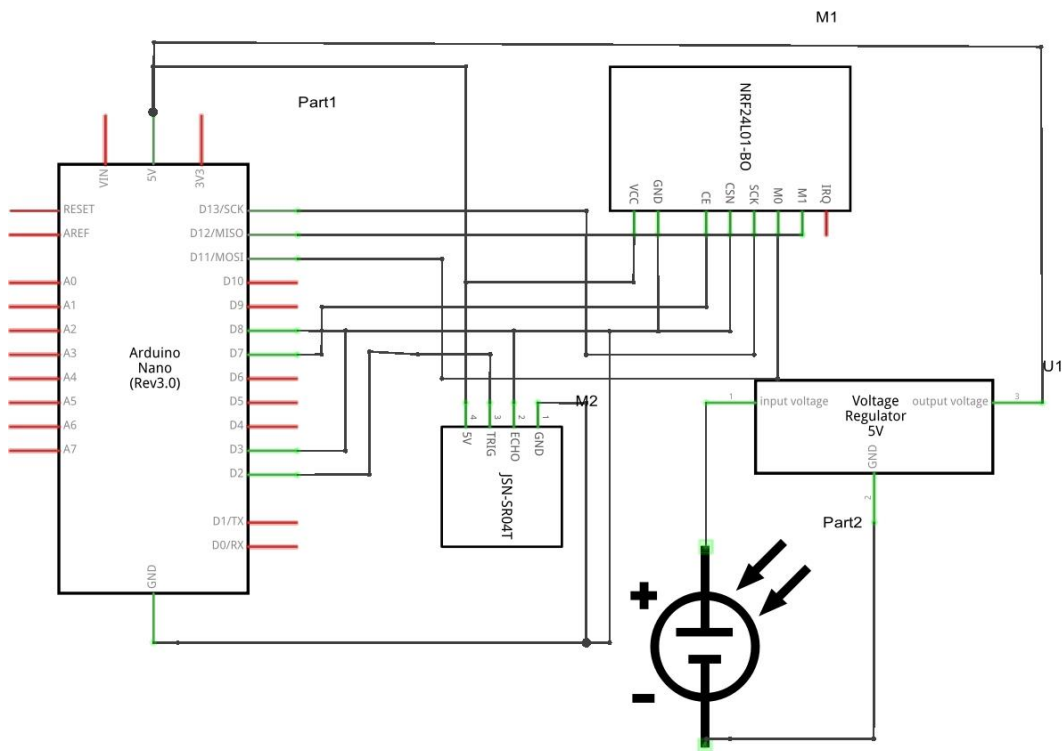 M1
Part1
VIN
5V
3V3
RESET
AREF
A0
A1
A2
A3
A4
A5
A6
A7
Arduino
Nano
(Rev3.0)
D13/SCK
D12/MISO
D11/MOSI
D10
D9
D8
D7
D6
D5
D4
D3
D2
D1/TX
D0/RX
GND
NRF24L01-BO
VCC
GND
CE
CSN
SCK
M0
M1
IRQ
M2
4
3
2
1
5V
TRIG
ECHO
GND
JSN-SR04T
U1
1
input voltage
Voltage
Regulator
5V
output voltage
3
GND
2
Part2
+
-